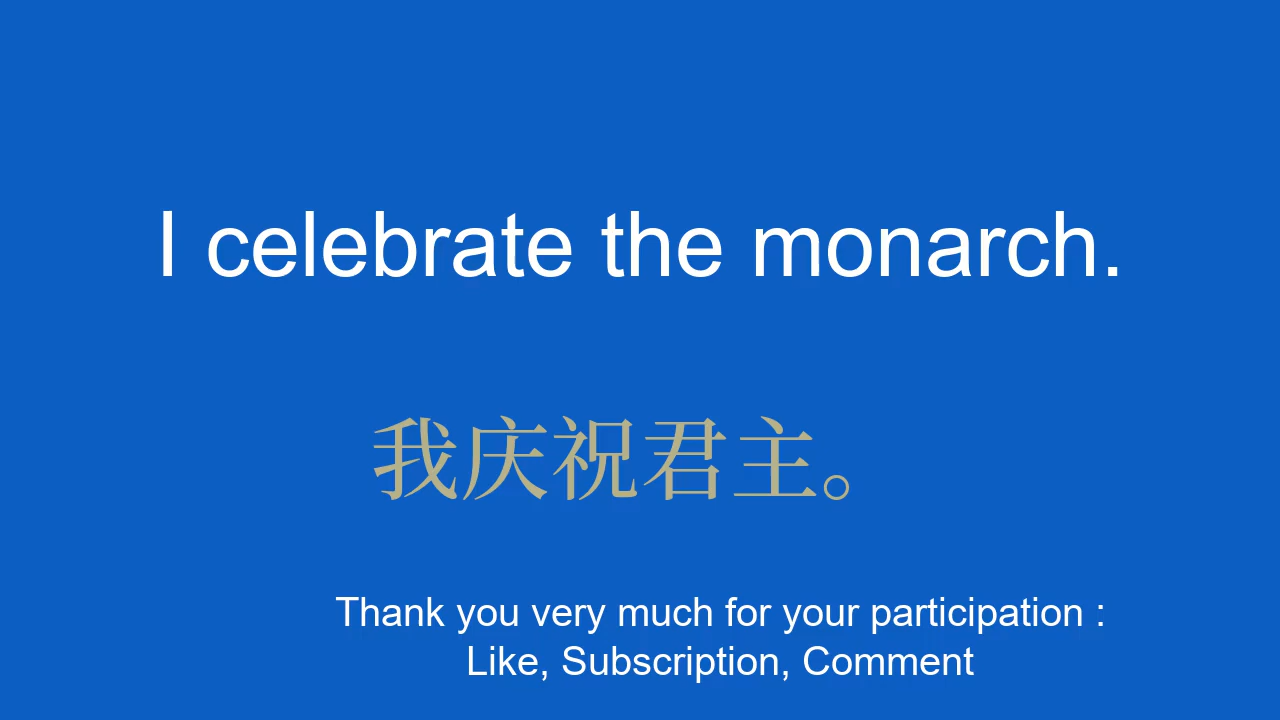 I celebrate the monarch.
我庆祝君主。
Thank you very much for your participation :
Like, Subscription, Comment